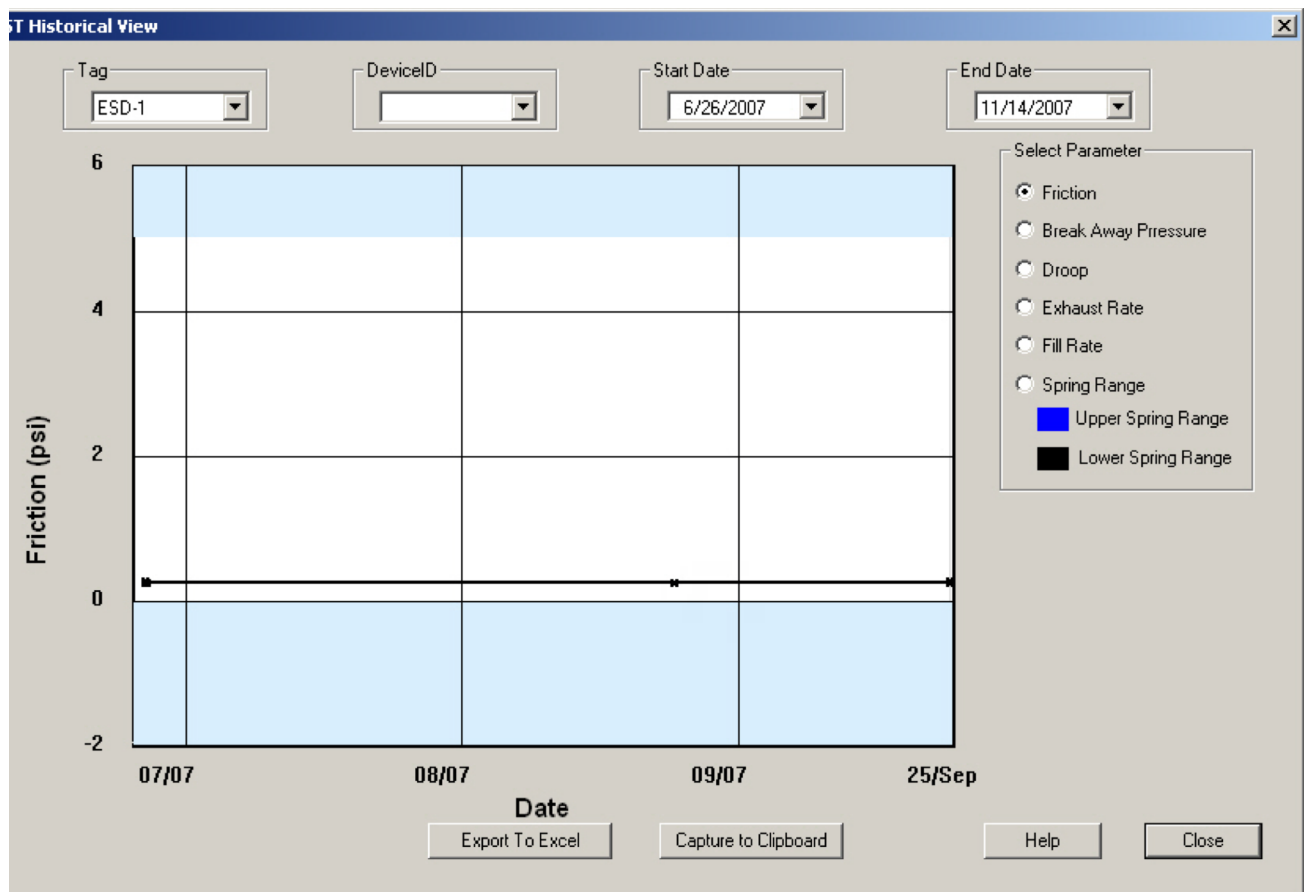 ST Historical View
Tag
DeviceID
Start Date
End Date
ESD-1
6/26/2007
11/14/2007
Select Parameter
Friction
Break Away Prressure
Droop
Exhaust Rate
Fill Rate
Spring Range
Upper Spring Range
Lower Spring Range
6
4
2
0
-2
Friction (psi)
07/07
08/07
09/07
25/Sep
Date
Export To Excel
Capture to Clipboard
Help
Close